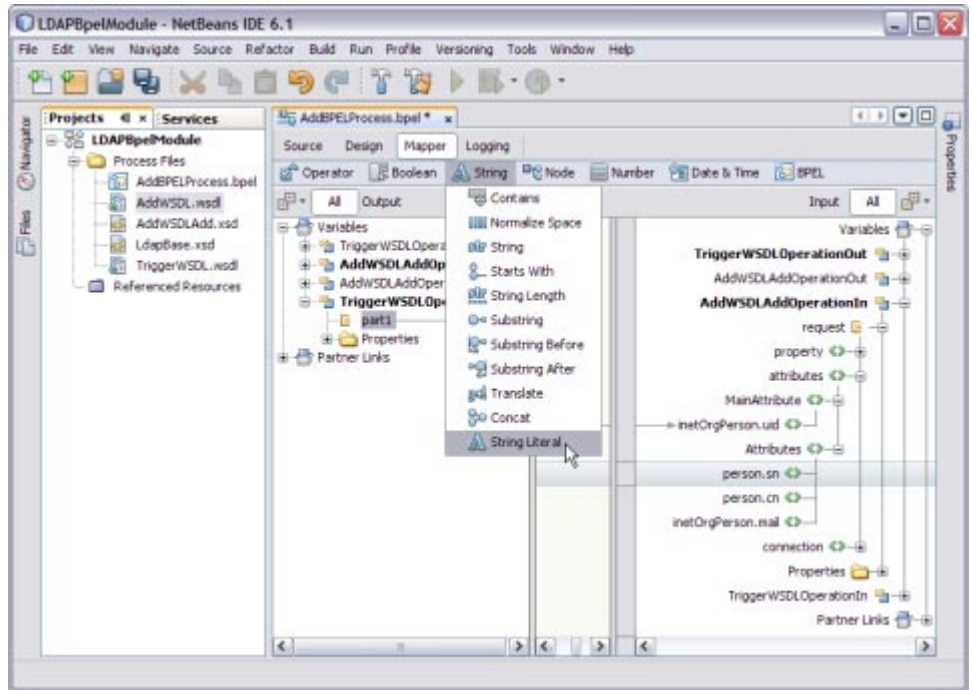 LDAPBpelModule - NetBeans IDE 6.1
File Edit View Navigate Source Refactor Build Run Profile Versioning Tools Window Help
Navigator
Files
Projects
Services
LDAPBpelModule
Process Files
AddBPELProcess.bpel
AddWSDL.wsdl
AddWSDLAdd.xsd
LdapBase.xsd
TriggerWSDL.wsdl
Referenced Resources
AddBPELProcess.bpel *
Source Design Mapper Logging
Operator Boolean String Node Number Date & Time BPEL
All Output
Variables
TriggerWSDLOpera
AddWSDLAddOp
AddWSDLAddOper
TriggerWSDLOp
part1
Properties
Partner Links
Contains
Normalize Space
String
Starts With
String Length
Substring
Substring Before
Substring After
Translate
Concat
String Literal
Input All
Variables
TriggerWSDLOperationOut
AddWSDLAddOperationOut
AddWSDLAddOperationIn
request
property
attributes
MainAttribute
inetOrgPerson.uid
Attributes
person.sn
person.cn
inetOrgPerson.mail
connection
Properties
TriggerWSDLOperationIn
Partner Links
Properties